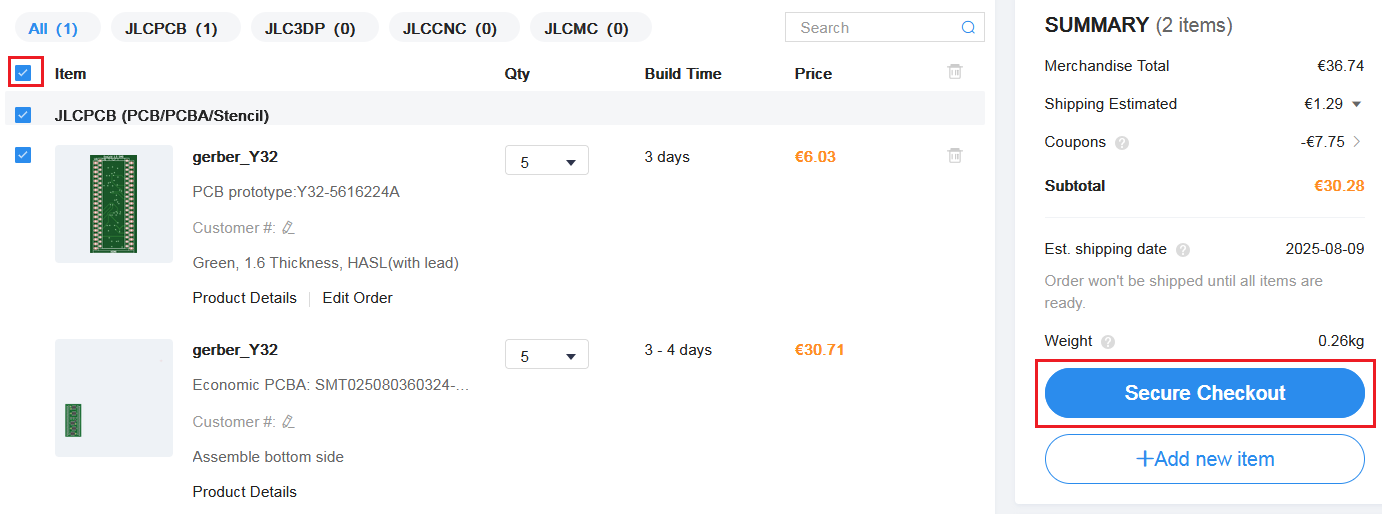 All (1) JLCPCB (1) JLC3DP (0) JLCCNC (0) JLCMC (0) Search
Item Qty Build Time Price
JLCPCB (PCB/PCBA/Stencil)
gerber_Y32 5 3 days €6.03
PCB prototype:Y32-5616224A
Customer #:
Green, 1.6 Thickness, HASL(with lead)
Product Details Edit Order
gerber_Y32 5 3 - 4 days €30.71
Economic PCBA: SMT025080360324-...
Customer #:
Assemble bottom side
Product Details
SUMMARY (2 items)
Merchandise Total €36.74
Shipping Estimated €1.29
Coupons ? -€7.75
Subtotal €30.28
Est. shipping date ? 2025-08-09
Order won't be shipped until all items are
ready.
Weight ? 0.26kg
Secure Checkout
+Add new item